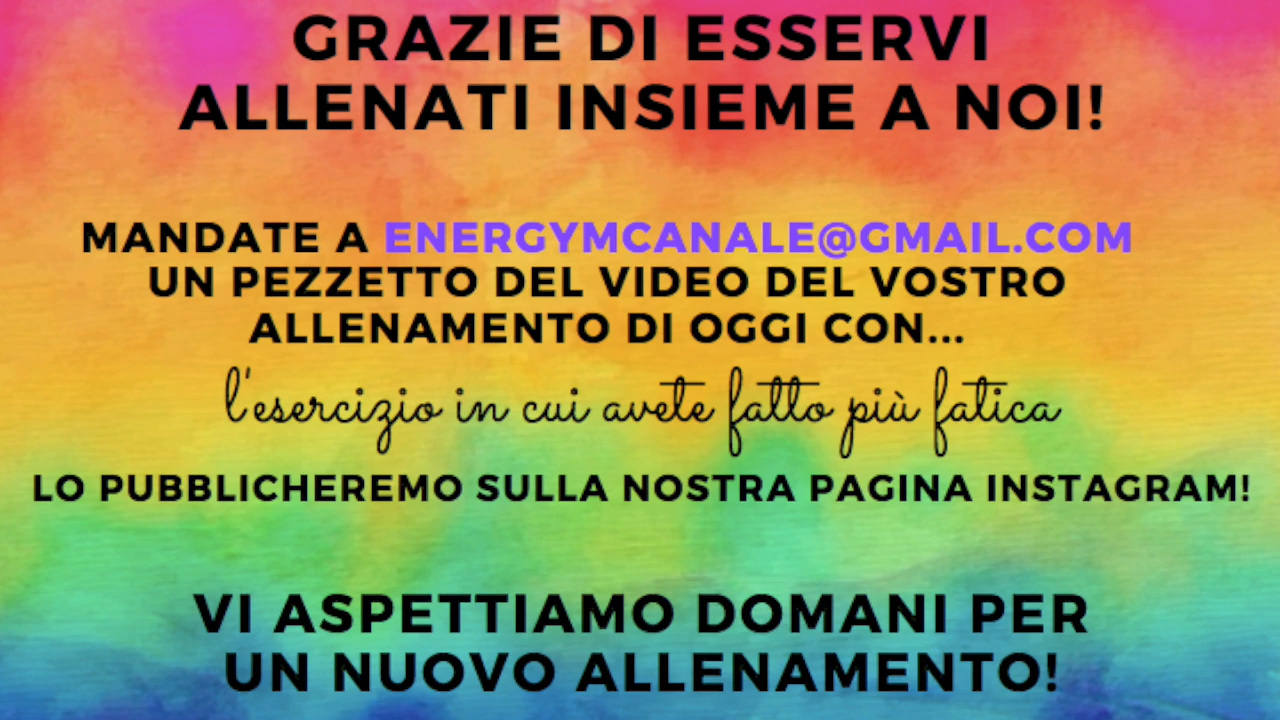 GRAZIE DI ESSERVI
ALLENATI INSIEME A NOI!
MANDATE A ENERGYMCANALE@GMAIL.COM
UN PEZZETTO DEL VIDEO DEL VOSTRO
ALLENAMENTO DI OGGI CON...
l'esercizio in cui avete fatto più fatica
LO PUBBLICHEREMO SULLA NOSTRA PAGINA INSTAGRAM!
VI ASPETTIAMO DOMANI PER
UN NUOVO ALLENAMENTO!